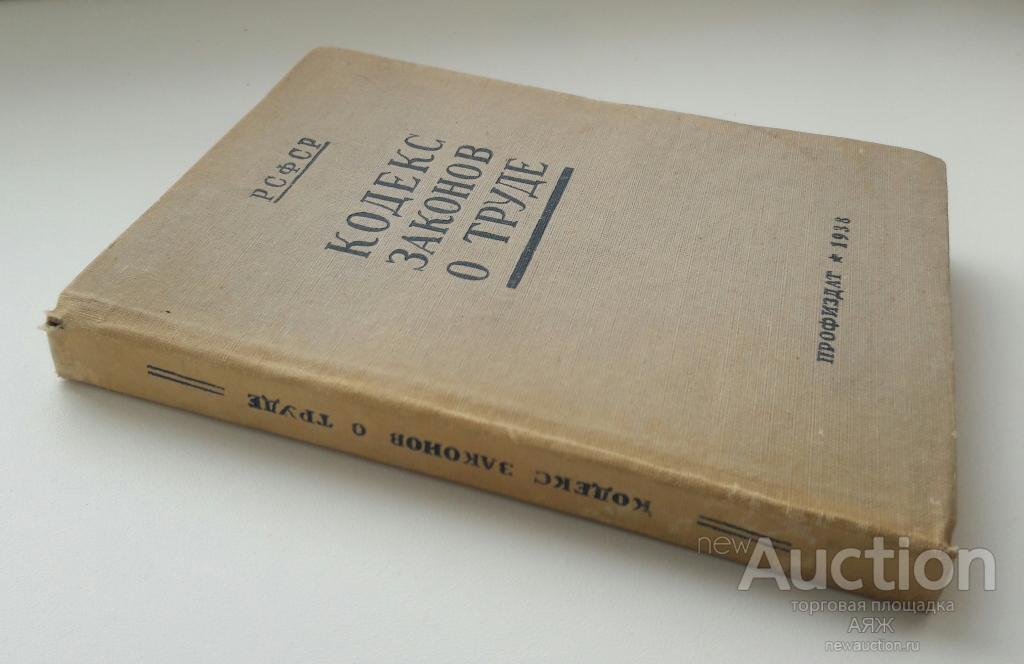 РСФСР
КОДЕКС
ЗАКОНОВ
О ТРУДЕ
ПРОФИЗДАТ ★ 1938
КОДЕКС ЗАКОНОВ О ТРУДЕ
newAuction
торговая площадка
АЯЖ
newauction.ru